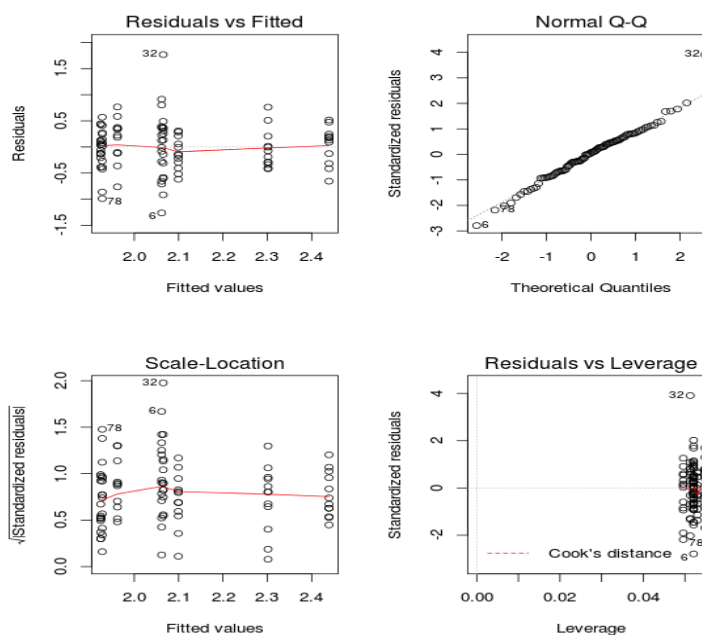 Residuals vs Fitted
Residuals
1.5
0.5
-0.5
-1.5
32
78
6
2.0 2.1 2.2 2.3 2.4
Fitted values
Normal Q-Q
Standardized residuals
4
3
2
1
0
-1
-2
-3
32
78
6
-2 -1 0 1 2
Theoretical Quantiles
Scale-Location
√|Standardized residuals|
2.0
1.5
1.0
0.5
0.0
32
6
78
2.0 2.1 2.2 2.3 2.4
Fitted values
Residuals vs Leverage
Standardized residuals
4
2
0
-2
32
78
6
Cook's distance
0.00 0.02 0.04
Leverage